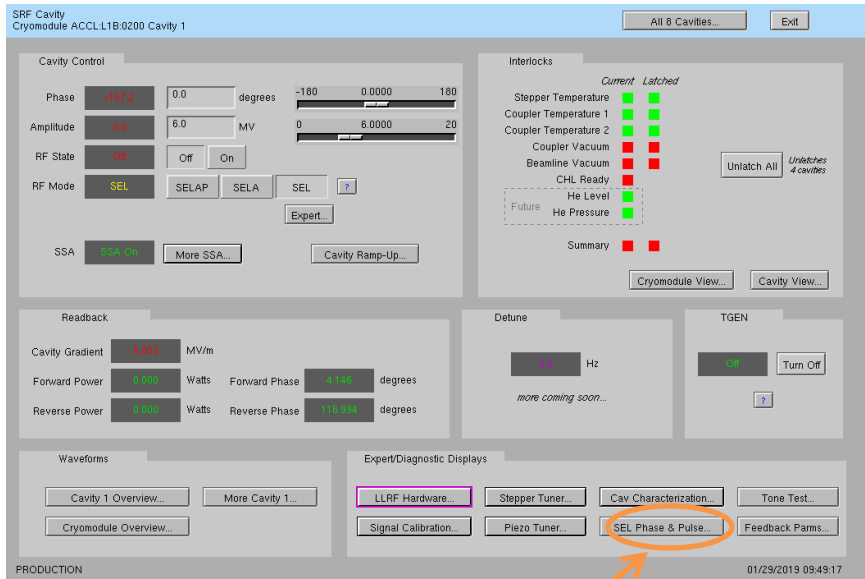 SRF Cavity
Cryomodule ACCL:L1B:0200 Cavity 1
All 8 Cavities...
Exit
Cavity Control
Phase
0.0
degrees
-180 0.0000 180
Amplitude
0.0
6.0
MV
0 6.0000 20
RF State
Off
Off
On
RF Mode
SEL
SELAP
SELA
SEL
?
Expert...
SSA
SSA On
More SSA...
Cavity Ramp-Up...
Interlocks
Current Latched
Stepper Temperature
Coupler Temperature 1
Coupler Temperature 2
Coupler Vacuum
Beamline Vacuum
CHL Ready
Future
He Level
He Pressure
Summary
Unlatch All
Unlatches
4 cavities
Cryomodule View...
Cavity View...
Readback
Cavity Gradient
0.000
MV/m
Forward Power
0.000
Watts
Forward Phase
4.146
degrees
Reverse Power
0.000
Watts
Reverse Phase
116.994
degrees
Detune
0.0
Hz
more coming soon...
TGEN
Off
Turn Off
?
Waveforms
Cavity 1 Overview...
More Cavity 1...
Cryomodule Overview...
Expert/Diagnostic Displays
LLRF Hardware...
Stepper Tuner...
Cav Characterization...
Tone Test...
Signal Calibration...
Piezo Tuner...
SEL Phase & Pulse...
Feedback Parms...
PRODUCTION
01/29/2019 09:49:17